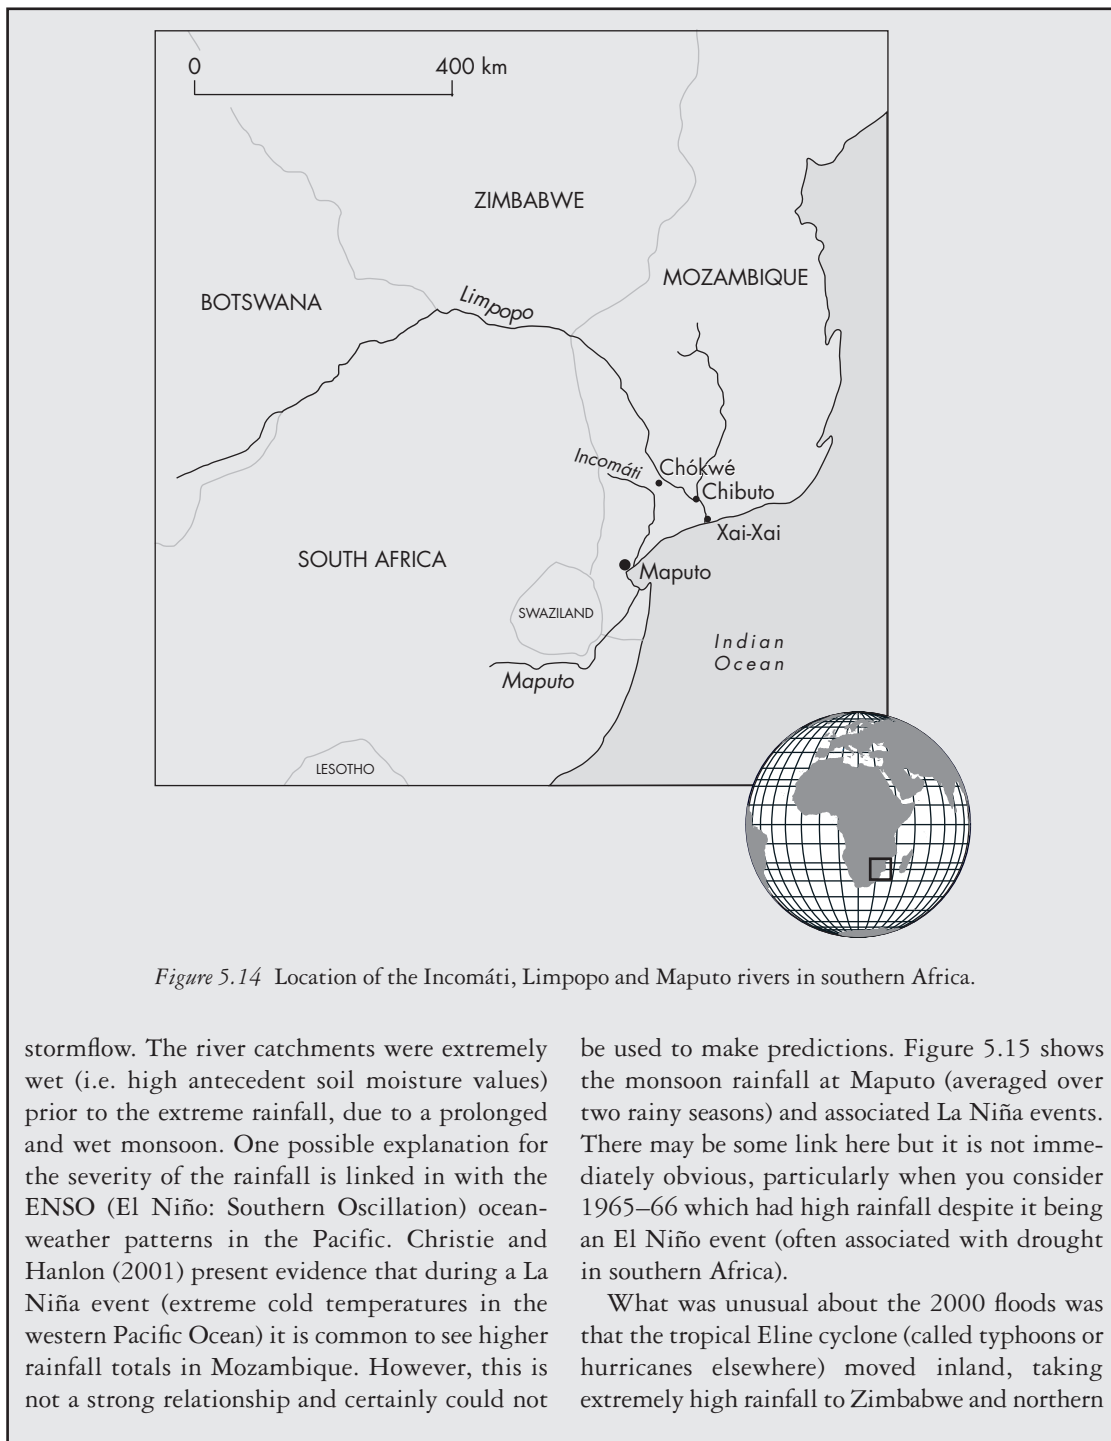 0 400 km
ZIMBABWE
MOZAMBIQUE
BOTSWANA
Limpopo
Incomáti
Chókwé
Chibuto
Xai-Xai
SOUTH AFRICA
Maputo
SWAZILAND
Indian
Ocean
Maputo
LESOTHO
Figure 5.14 Location of the Incomáti, Limpopo and Maputo rivers in southern Africa.
stormflow. The river catchments were extremely
wet (i.e. high antecedent soil moisture values)
prior to the extreme rainfall, due to a prolonged
and wet monsoon. One possible explanation for
the severity of the rainfall is linked in with the
ENSO (El Niño: Southern Oscillation) ocean-
weather patterns in the Pacific. Christie and
Hanlon (2001) present evidence that during a La
Niña event (extreme cold temperatures in the
western Pacific Ocean) it is common to see higher
rainfall totals in Mozambique. However, this is
not a strong relationship and certainly could not
be used to make predictions. Figure 5.15 shows
the monsoon rainfall at Maputo (averaged over
two rainy seasons) and associated La Niña events.
There may be some link here but it is not imme-
diately obvious, particularly when you consider
1965–66 which had high rainfall despite it being
an El Niño event (often associated with drought
in southern Africa).
What was unusual about the 2000 floods was
that the tropical Eline cyclone (called typhoons or
hurricanes elsewhere) moved inland, taking
extremely high rainfall to Zimbabwe and northern